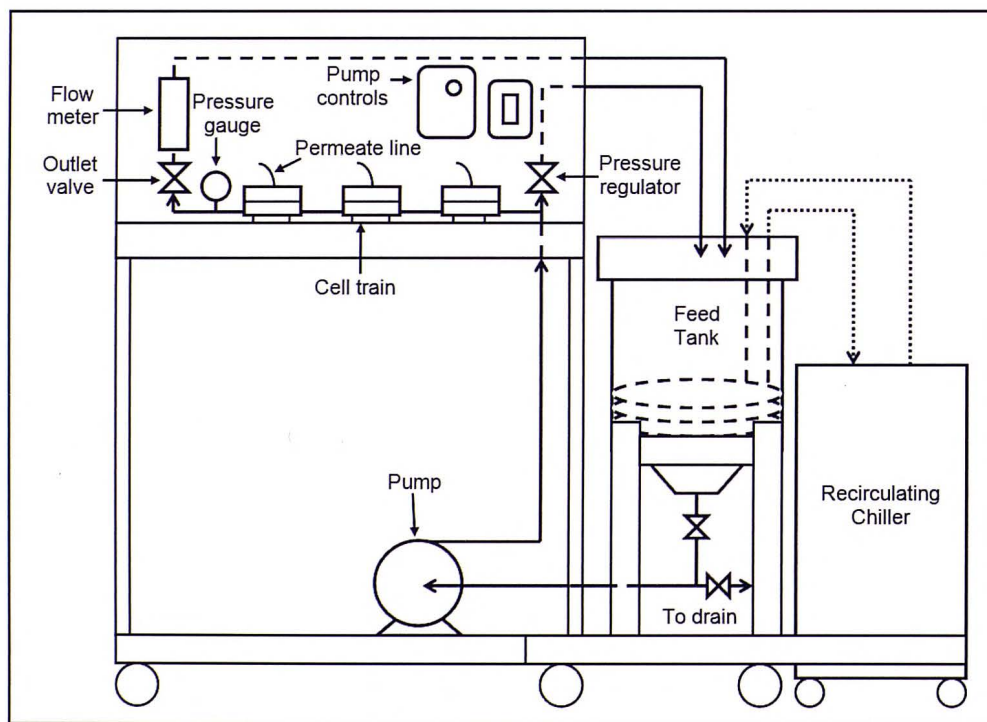 Flow
meter
Pressure
gauge
Pump
controls
Permeate line
Outlet
valve
Pressure
regulator
Cell train
Feed
Tank
Pump
Recirculating
Chiller
To drain